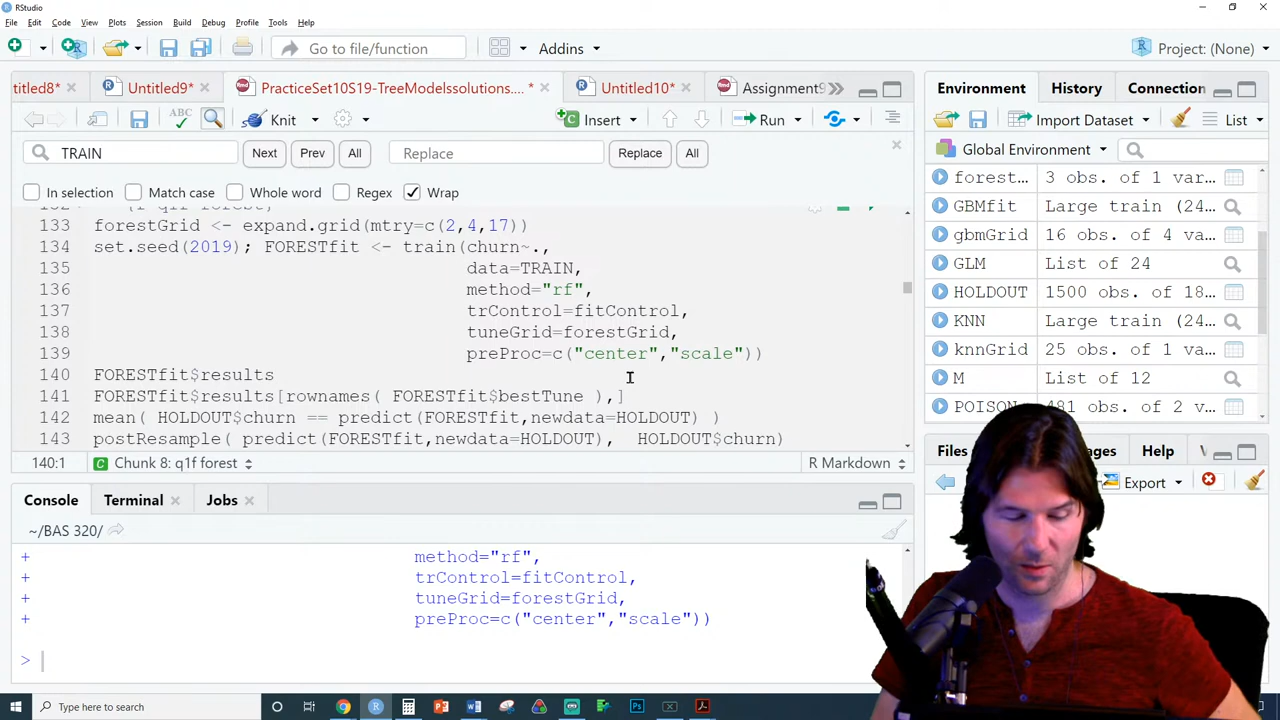 RStudio
File Edit Code View Plots Session Build Debug Profile Tools Help
Go to file/function
Addins
Project: (None)
titled8*
Untitled9*
PracticeSet10S19-TreeModelssolutions.... *
Untitled10*
Assignment9
Knit
Insert
Run
TRAIN
Next
Prev
All
Replace
Replace
All
In selection
Match case
Whole word
Regex
Wrap
133 forestGrid <- expand.grid(mtry=c(2,4,17))
134 set.seed(2019); FORESTfit <- train(churn~.,
135 data=TRAIN,
136 method="rf",
137 trControl=fitControl,
138 tuneGrid=forestGrid,
139 preProc=c("center","scale"))
140 FORESTfit$results
141 FORESTfit$results[rownames( FORESTfit$bestTune ),]
142 mean( HOLDOUT$churn == predict(FORESTfit,newdata=HOLDOUT) )
143 postResample( predict(FORESTfit,newdata=HOLDOUT), HOLDOUT$churn)
140:1 Chunk 8: q1f forest R Markdown
Console Terminal Jobs
~/BAS 320/
+ method="rf",
+ trControl=fitControl,
+ tuneGrid=forestGrid,
+ preProc=c("center","scale"))
>
Environment History Connection
Import Dataset List
Global Environment
forest... 3 obs. of 1 var...
GBMfit Large train (24...
gbmGrid 16 obs. of 4 va...
GLM List of 24
HOLDOUT 1500 obs. of 18...
KNN Large train (24...
knnGrid 25 obs. of 1 va...
M List of 12
POISON 481 obs. of 2 v...
Files Help
Export
Type here to search